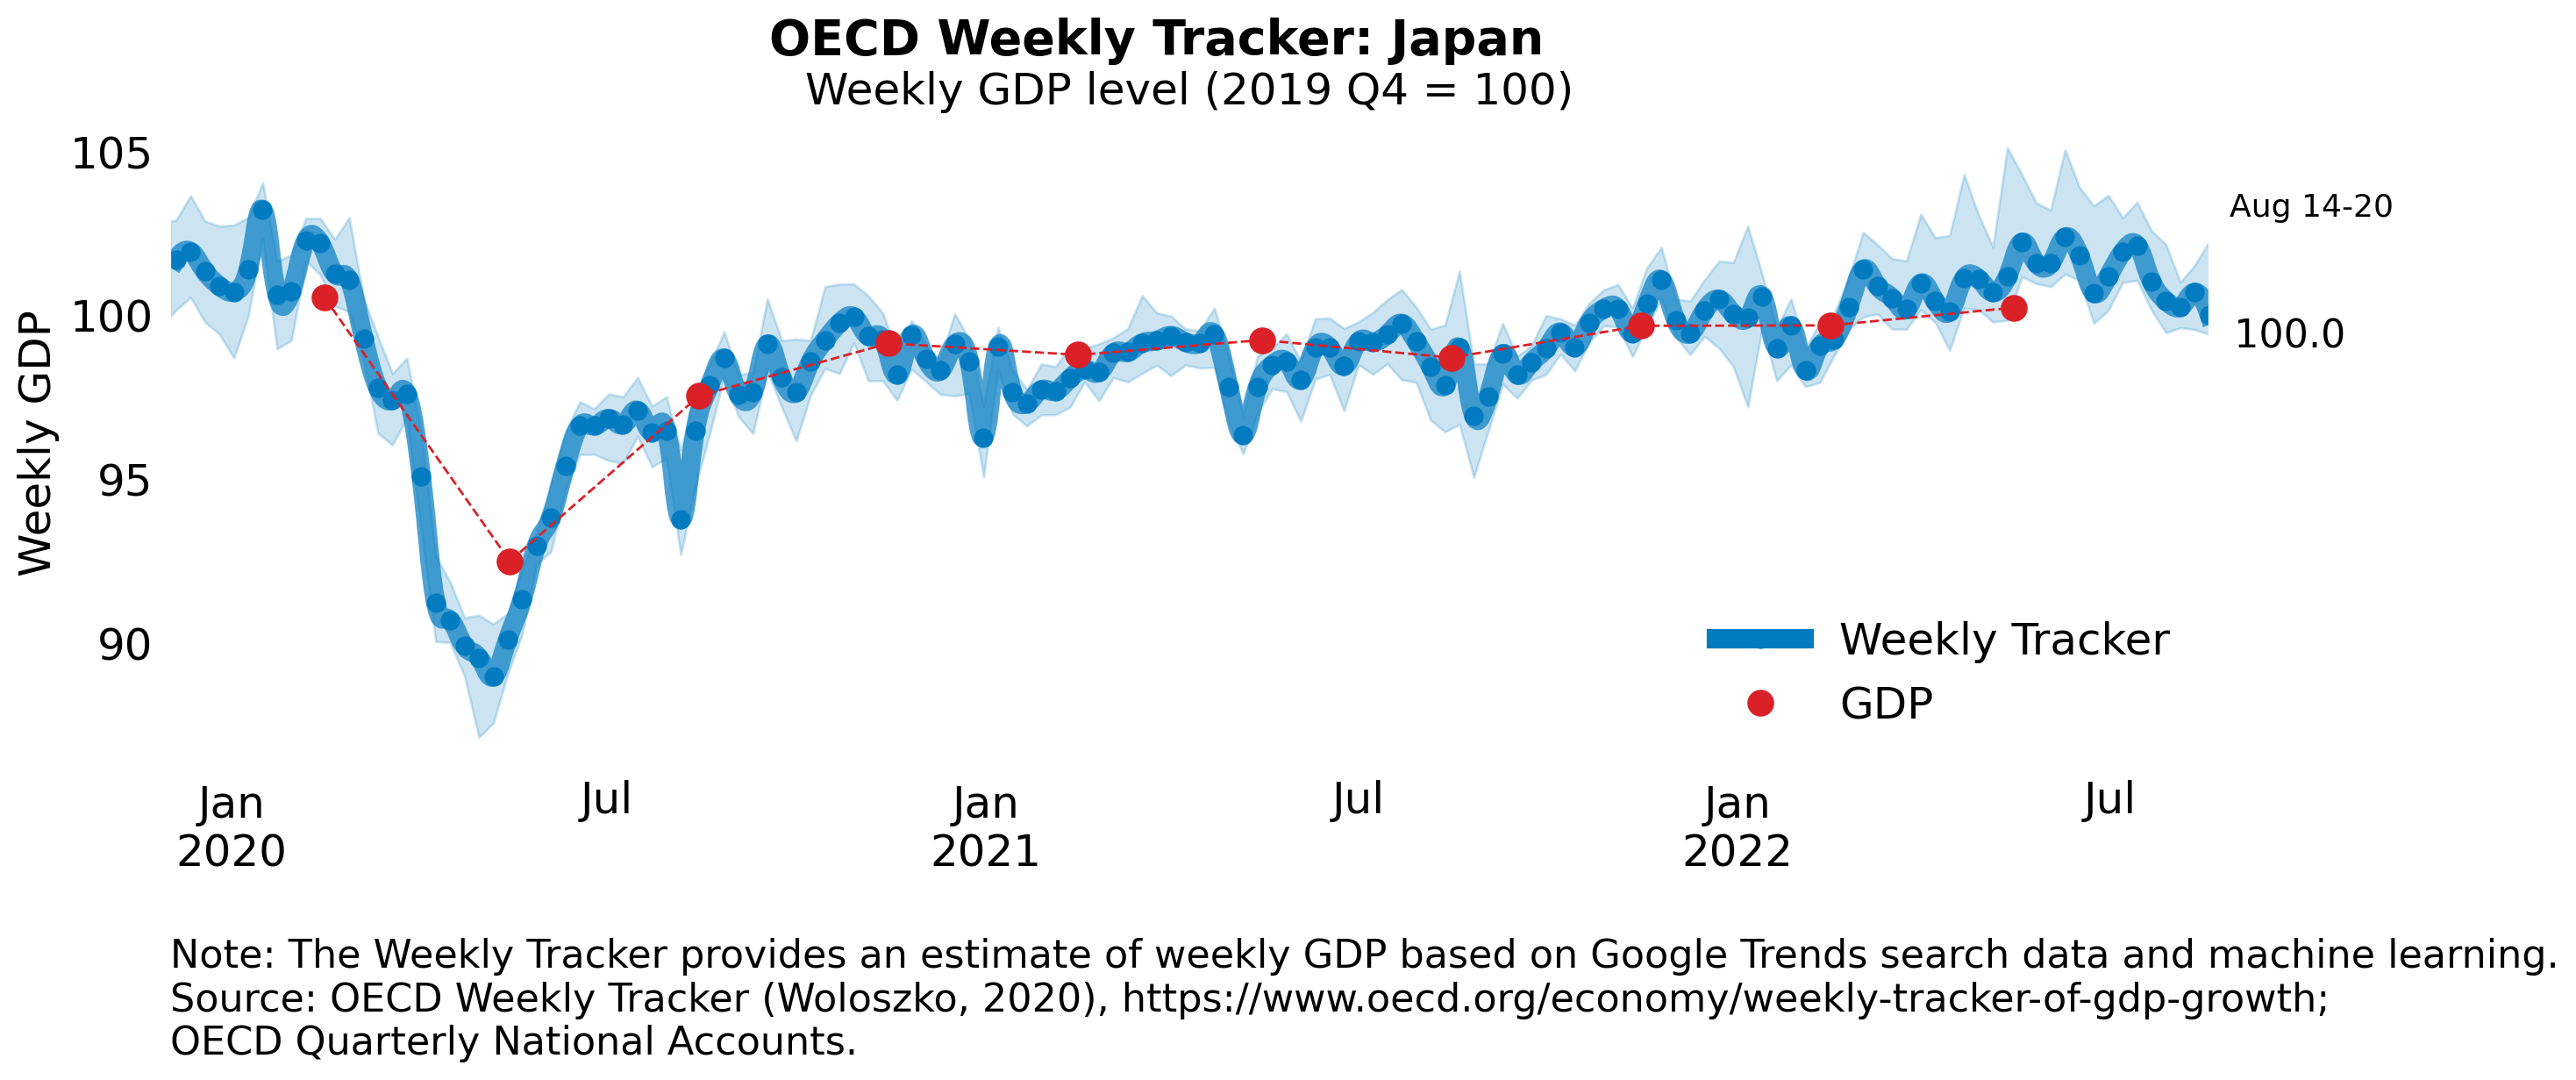 OECD Weekly Tracker: Japan
Weekly GDP level (2019 Q4 = 100)
Weekly GDP
105
100
95
90
Aug 14-20
100.0
Weekly Tracker
GDP
Jan
2020
Jul
Jan
2021
Jul
Jan
2022
Jul
Note: The Weekly Tracker provides an estimate of weekly GDP based on Google Trends search data and machine learning.
Source: OECD Weekly Tracker (Woloszko, 2020), https://www.oecd.org/economy/weekly-tracker-of-gdp-growth;
OECD Quarterly National Accounts.